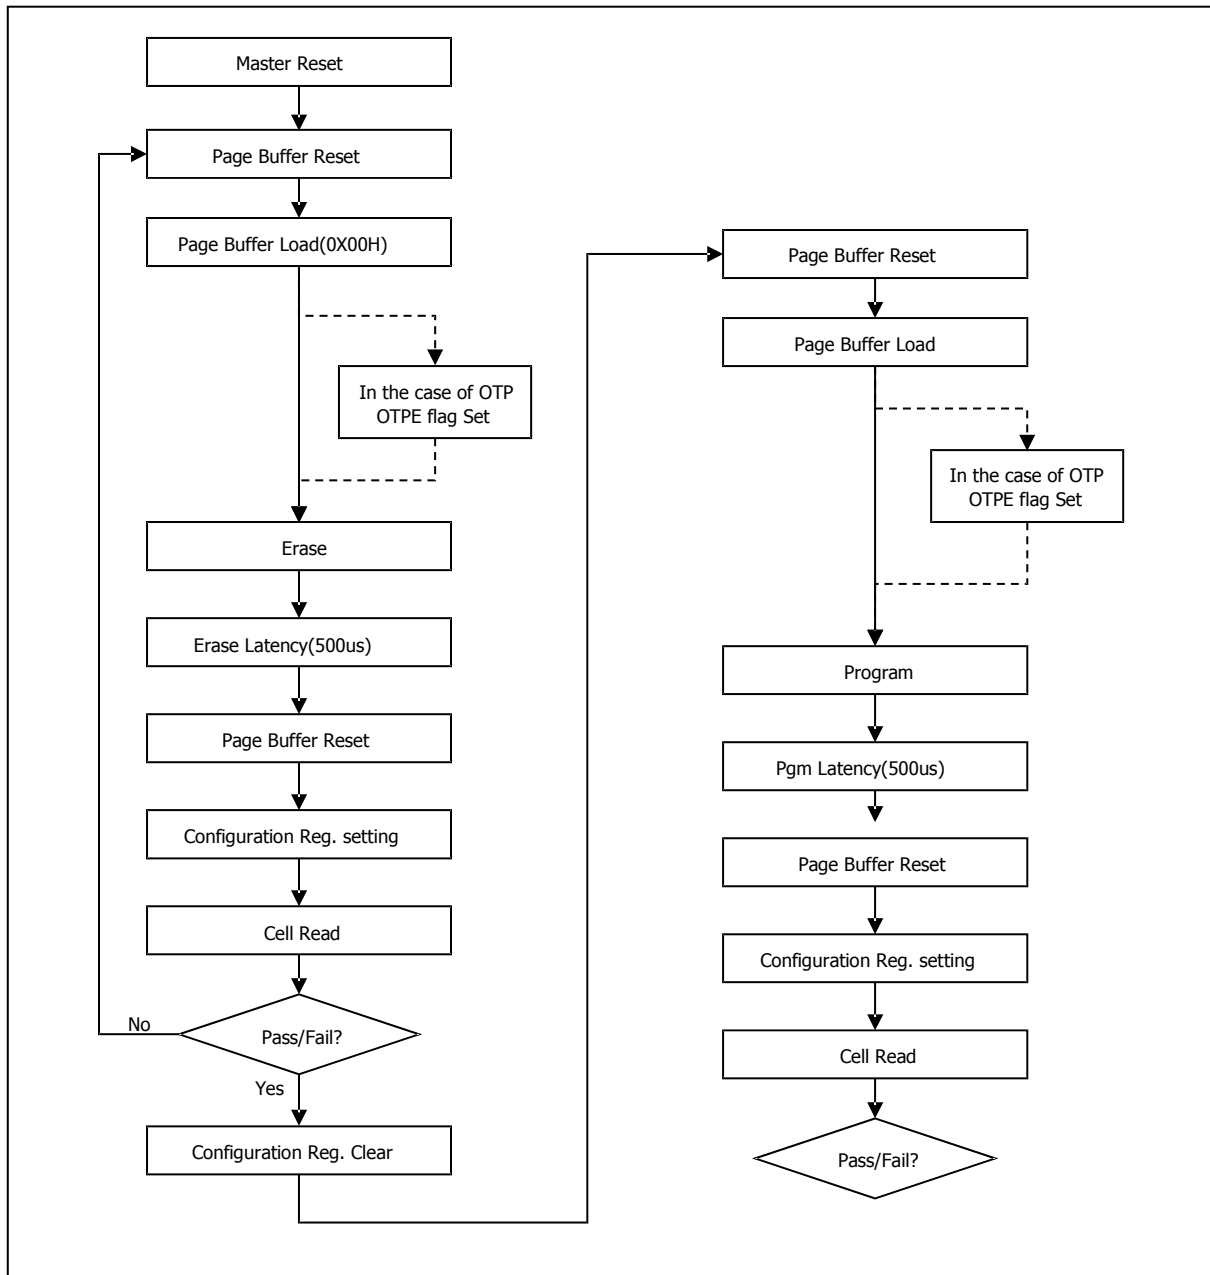 Master Reset
Page Buffer Reset
Page Buffer Load(0X00H)
In the case of OTP
OTPE flag Set
Erase
Erase Latency(500us)
Page Buffer Reset
Configuration Reg. setting
Cell Read
Pass/Fail?
No
Yes
Configuration Reg. Clear
Page Buffer Reset
Page Buffer Load
In the case of OTP
OTPE flag Set
Program
Pgm Latency(500us)
Page Buffer Reset
Configuration Reg. setting
Cell Read
Pass/Fail?